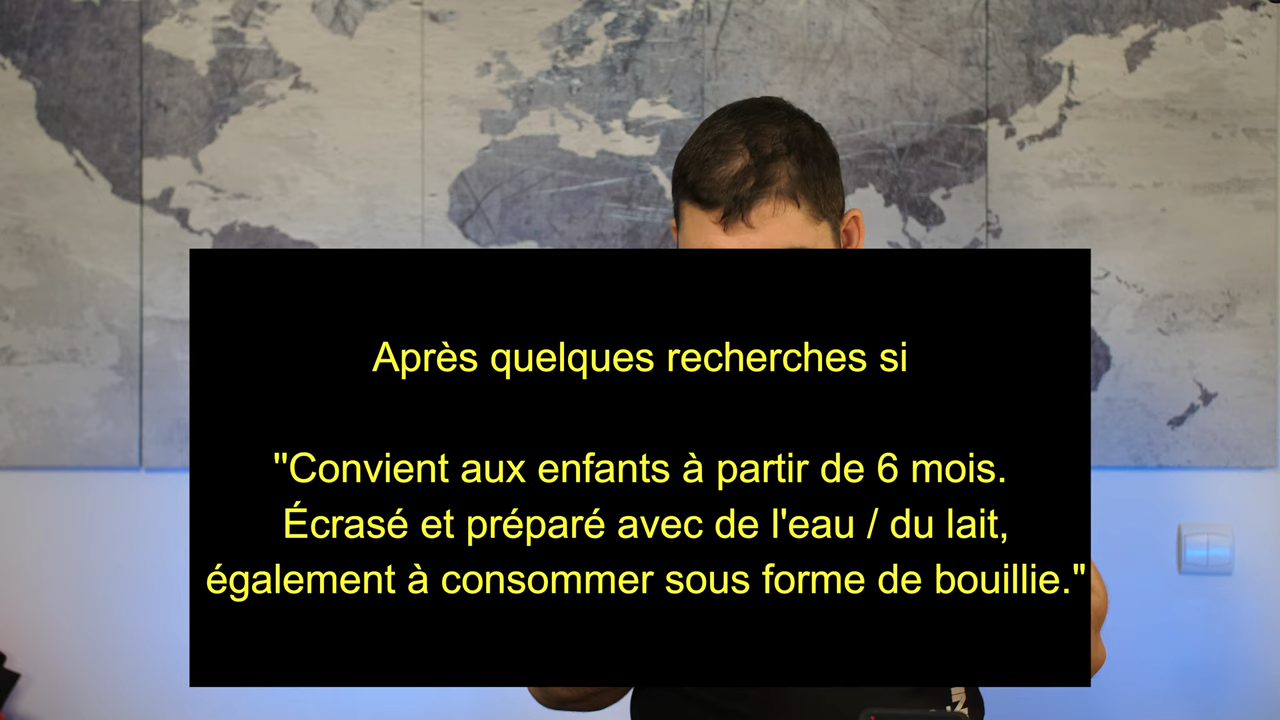 Après quelques recherches si
"Convient aux enfants à partir de 6 mois.
Écrasé et préparé avec de l'eau / du lait,
également à consommer sous forme de bouillie."